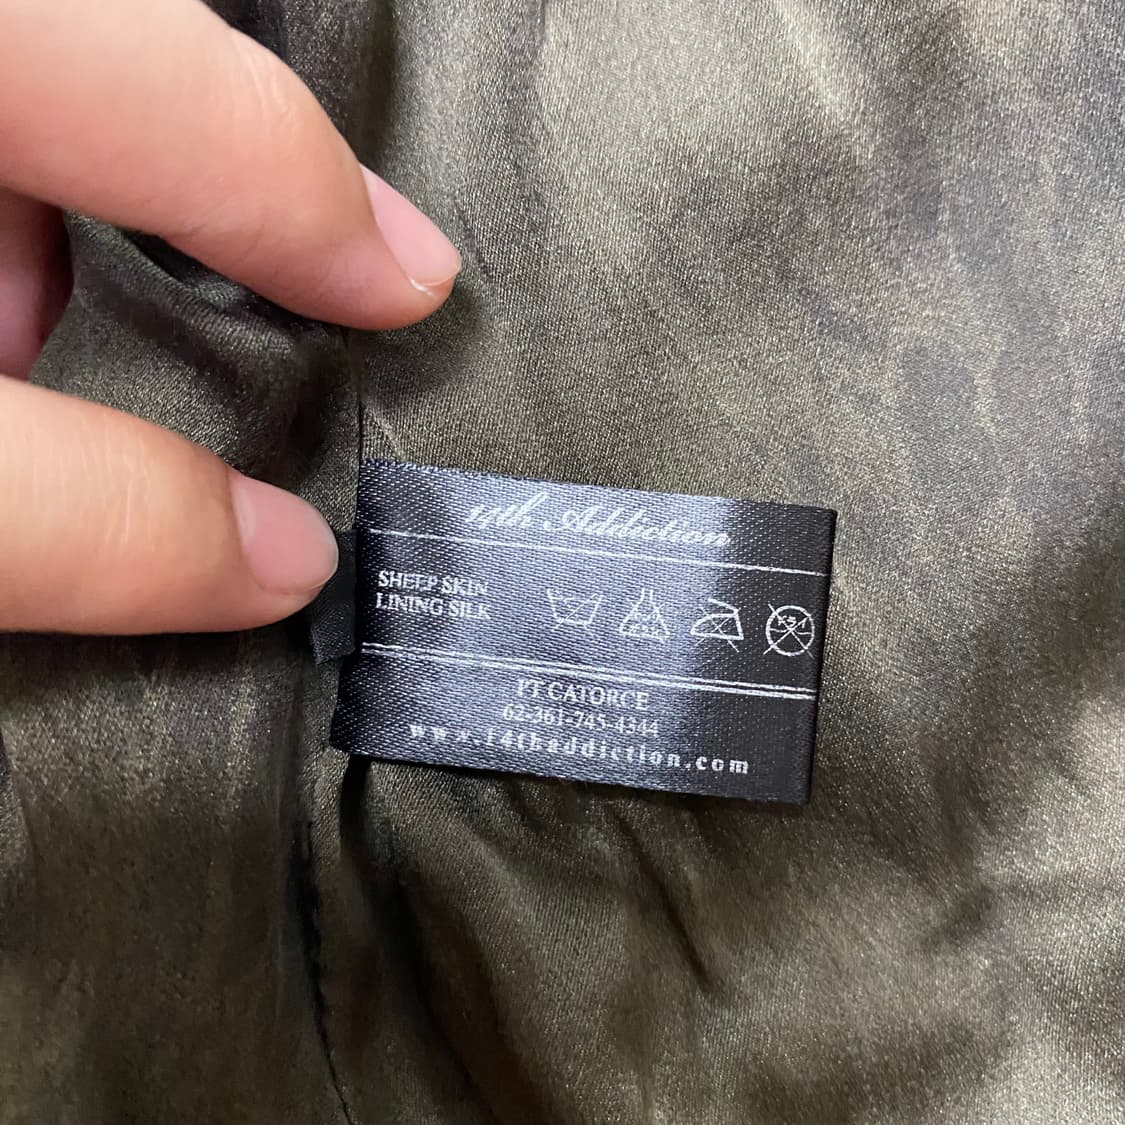 14th Addiction
SHEEP SKIN
LINING SILK
PT CATORCE
62-361-745-4344
www.14thaddiction.com